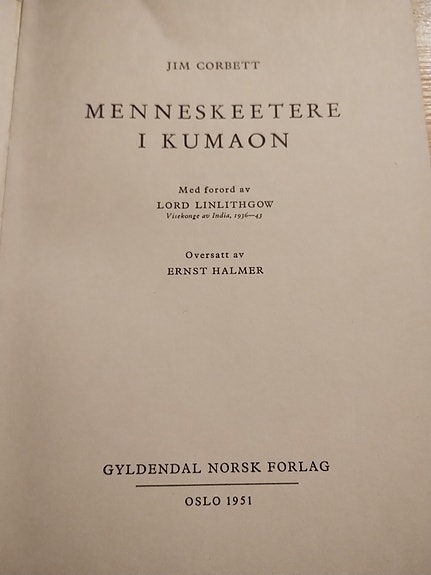 JIM CORBETT
MENNESKEETERE
I KUMAON
Med forord av
LORD LINLITHGOW
Visekonge av India, 1936—43
Oversatt av
ERNST HALMER
GYLDENDAL NORSK FORLAG
OSLO 1951